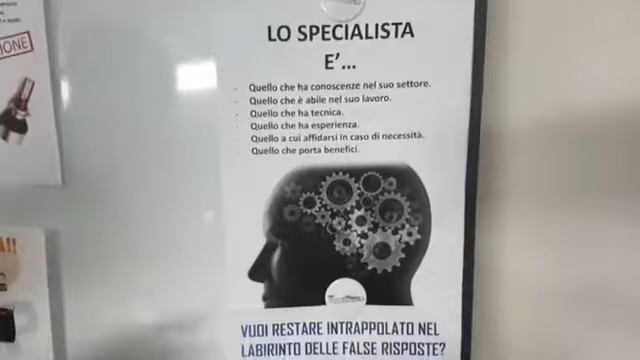 LO SPECIALISTA
E'...
- Quello che ha conoscenze nel suo settore.
- Quello che è abile nel suo lavoro.
- Quello che ha tecnica.
- Quello che ha esperienza.
Quello a cui affidarsi in caso di necessità.
Quello che porta benefici.
VUOI RESTARE INTRAPPOLATO NEL
LABIRINTO DELLE FALSE RISPOSTE?
IONE
!!